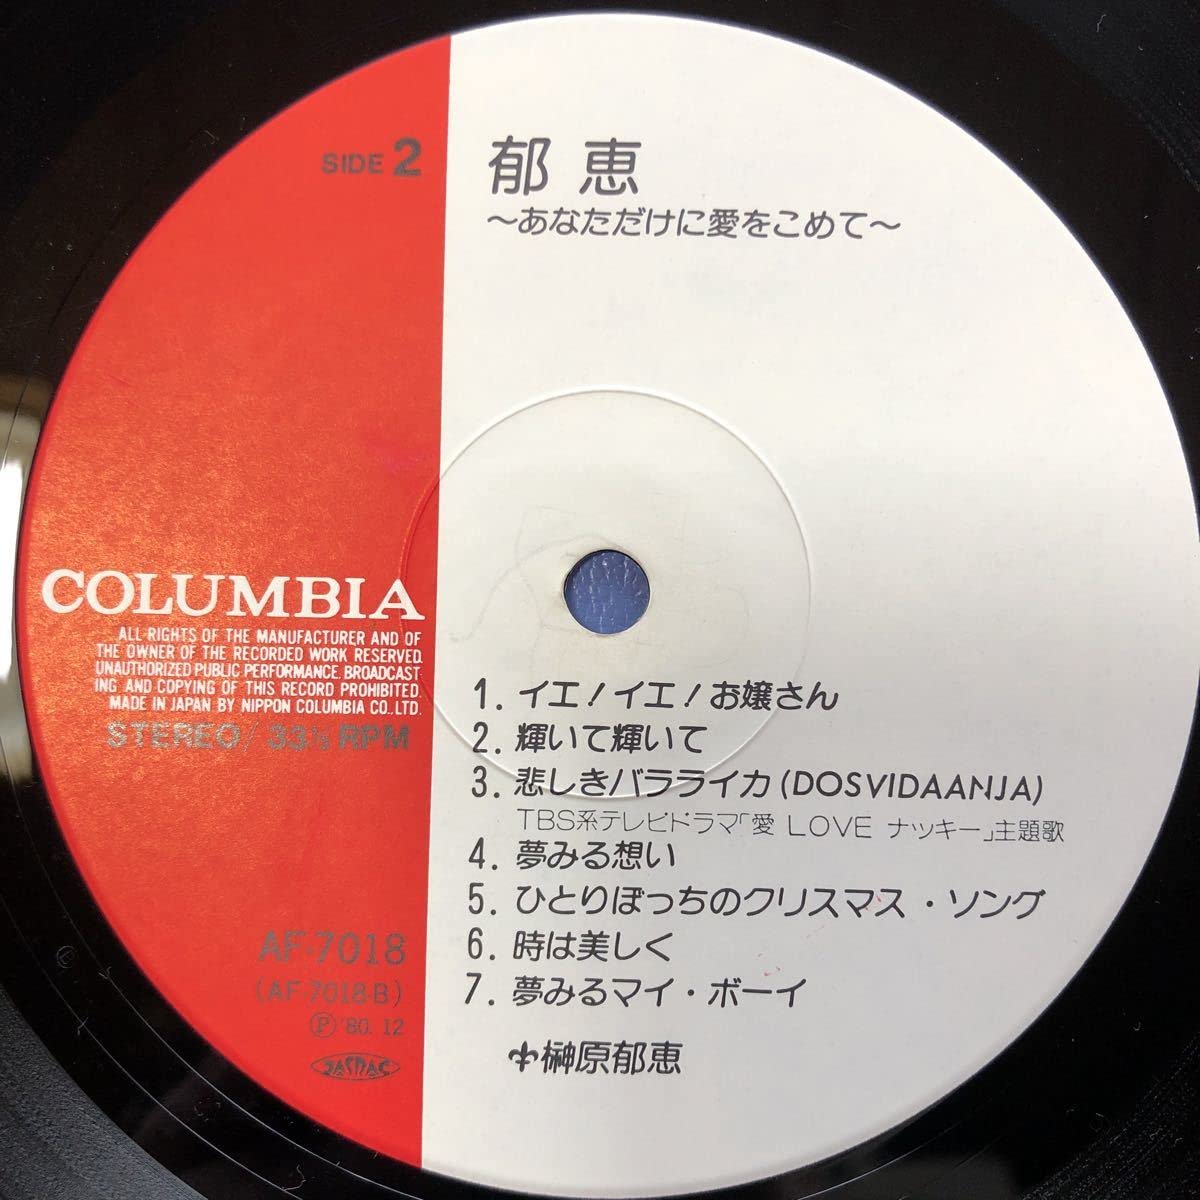 SIDE 2
郁恵
～あなただけに愛をこめて～
COLUMBIA
ALL RIGHTS OF THE MANUFACTURER AND OF
THE OWNER OF THE RECORDED WORK RESERVED.
UNAUTHORIZED PUBLIC PERFORMANCE. BROADCAST-
ING AND COPYING OF THIS RECORD PROHIBITED.
MADE IN JAPAN BY NIPPON COLUMBIA CO.,LTD.
STEREO/33⅓ RPM
1. イエ!イエ!お嬢さん
2. 輝いて輝いて
3. 悲しきバラライカ(DOSVIDAANJA)
TBS系テレビドラマ「愛 LOVE ナッキー」主題歌
4. 夢みる想い
5. ひとりぼっちのクリスマス・ソング
6. 時は美しく
7. 夢みるマイ・ボーイ
榊原郁恵
AF-7018
(AF-7018-B)
Ⓟ '80. 12
JASRAC